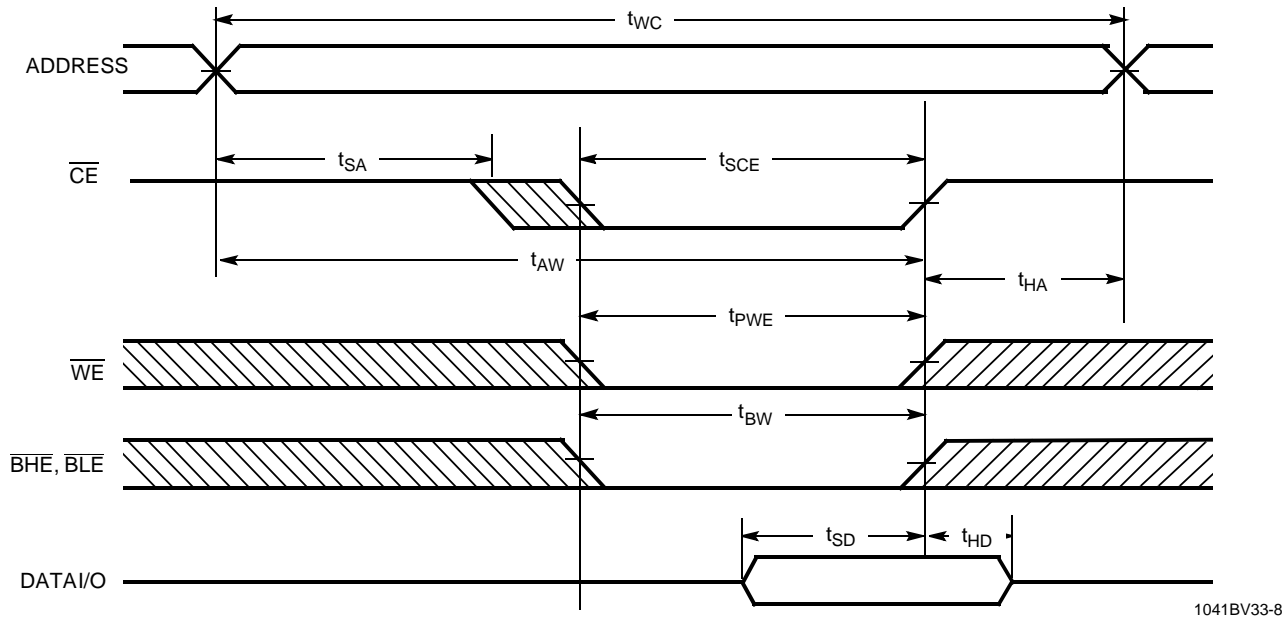 tWC
ADDRESS
tSA
tSCE
CE
tAW
tHA
tPWE
WE
tBW
BHE, BLE
tSD
tHD
DATAI/O
1041BV33-8